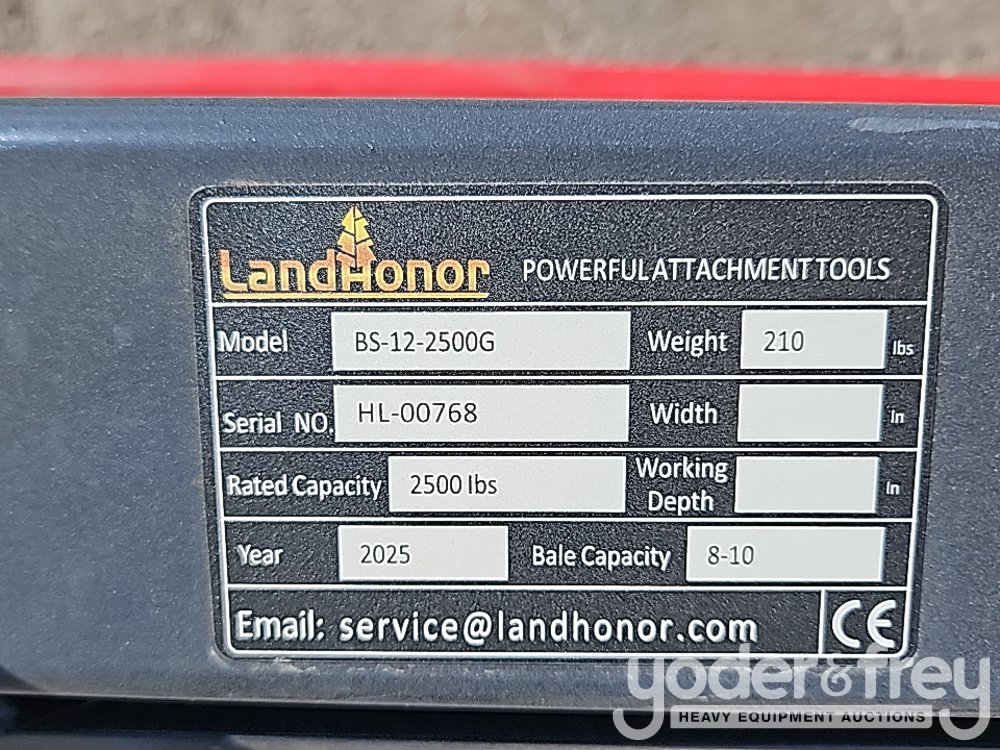 LandHonor POWERFUL ATTACHMENT TOOLS
Model BS-12-2500G Weight 210 lbs
Serial NO. HL-00768 Width In
Rated Capacity 2500 lbs Working Depth In
Year 2025 Bale Capacity 8-10
Email: service@landhonor.com CE
yoder&frey
HEAVY EQUIPMENT AUCTIONS